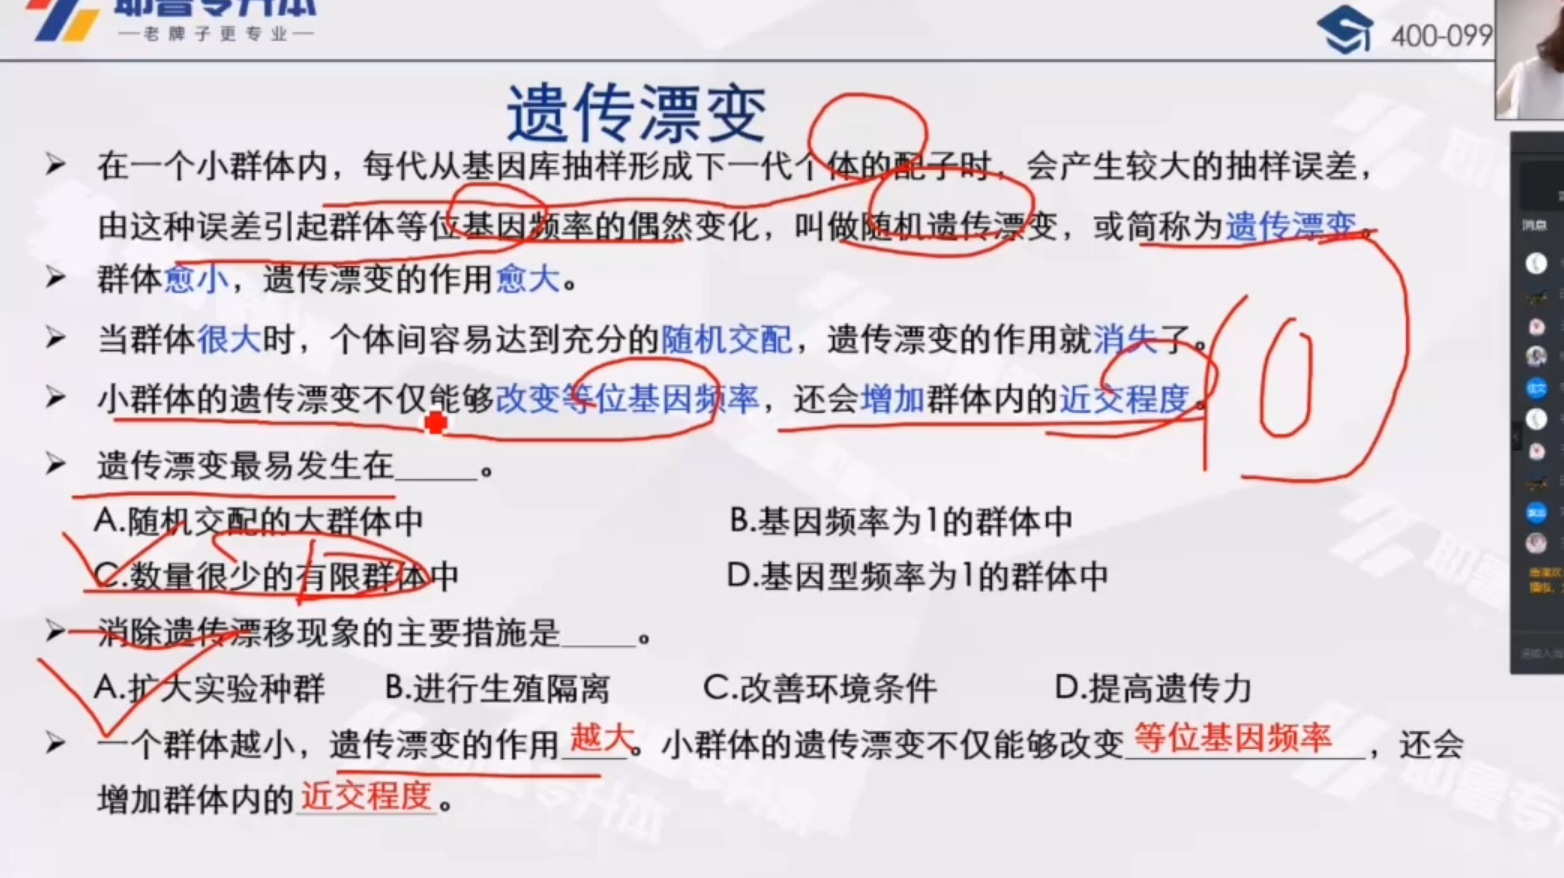 耶鲁专升本
老牌子更专业
400-099
遗传漂变
➢ 在一个小群体内，每代从基因库抽样形成下一代个体的配子时，会产生较大的抽样误差，
由这种误差引起群体等位基因频率的偶然变化，叫做随机遗传漂变，或简称为遗传漂变。
➢ 群体愈小，遗传漂变的作用愈大。
➢ 当群体很大时，个体间容易达到充分的随机交配，遗传漂变的作用就消失了。
➢ 小群体的遗传漂变不仅能够改变等位基因频率，还会增加群体内的近交程度。
➢ 遗传漂变最易发生在_____。
A.随机交配的大群体中 B.基因频率为1的群体中
C.数量很少的有限群体中 D.基因型频率为1的群体中
➢ 消除遗传漂移现象的主要措施是_____。
A.扩大实验种群 B.进行生殖隔离 C.改善环境条件 D.提高遗传力
➢ 一个群体越小，遗传漂变的作用越大。小群体的遗传漂变不仅能够改变等位基因频率，还会
增加群体内的近交程度。
消息